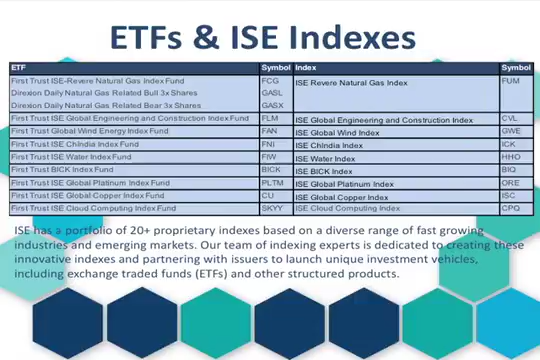 ETFs & ISE Indexes
ETF Symbol Index Symbol
First Trust ISE-Revere Natural Gas Index Fund FCG ISE Revere Natural Gas Index FUM
Direxion Daily Natural Gas Related Bull 3x Shares GASL
Direxion Daily Natural Gas Related Bear 3x Shares GASX
First Trust ISE Global Engineering and Construction Index Fund FLM ISE Global Engineering and Construction Index CVL
First Trust Global Wind Energy Index Fund FAN ISE Global Wind Index GWE
First Trust ISE ChIndia Index Fund FNI ISE ChIndia Index ICK
First Trust ISE Water Index Fund FIW ISE Water Index HHO
First Trust BICK Index Fund BICK ISE BICK Index BIQ
First Trust ISE Global Platinum Index Fund PLTM ISE Global Platinum Index ORE
First Trust ISE Global Copper Index Fund CU ISE Global Copper Index ISC
First Trust ISE Cloud Computing Index Fund SKYY ISE Cloud Computing Index CPQ
ISE has a portfolio of 20+ proprietary indexes based on a diverse range of fast growing
industries and emerging markets. Our team of indexing experts is dedicated to creating these
innovative indexes and partnering with issuers to launch unique investment vehicles,
including exchange traded funds (ETFs) and other structured products.